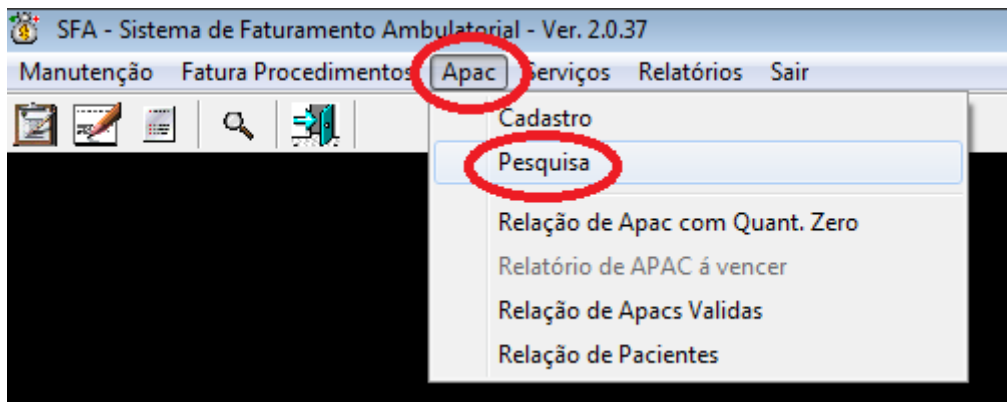 SFA - Sistema de Faturamento Ambulatorial - Ver. 2.0.37
Manutenção Fatura Procedimentos Apac Serviços Relatórios Sair
Cadastro
Pesquisa
Relação de Apac com Quant. Zero
Relatório de APAC á vencer
Relação de Apacs Validas
Relação de Pacientes